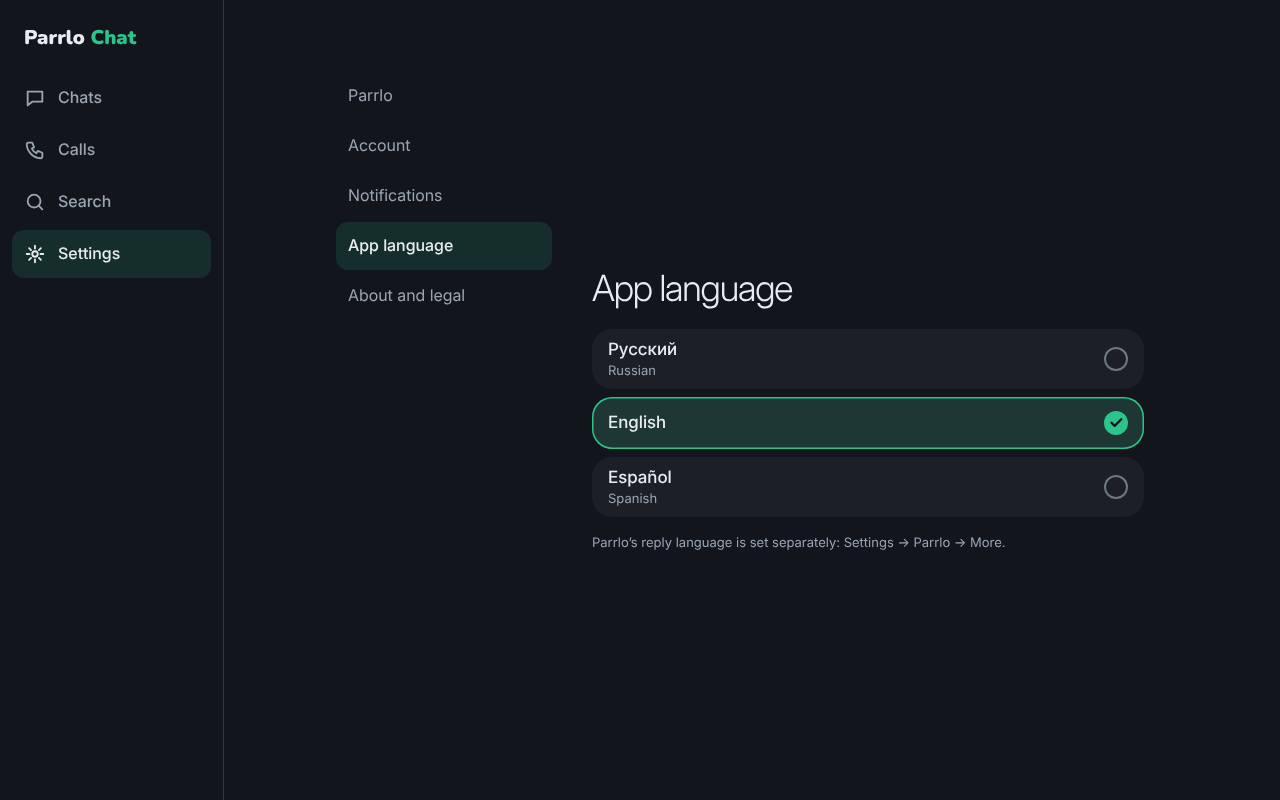 Parrlo Chat
Chats
Calls
Search
Settings
Parrlo
Account
Notifications
App language
About and legal
App language
Русский
Russian
English
Español
Spanish
Parrlo’s reply language is set separately: Settings → Parrlo → More.